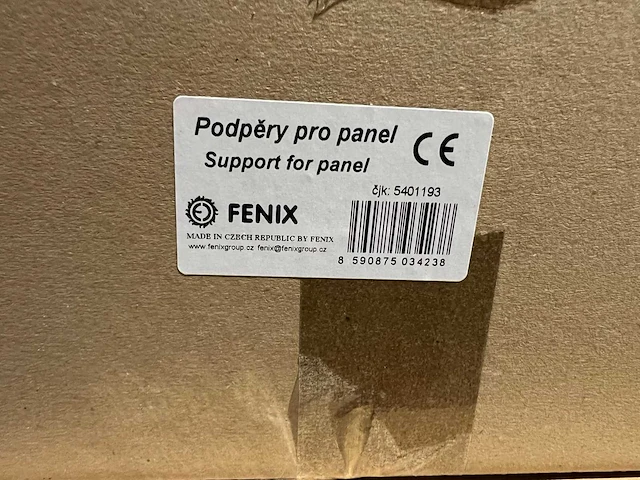 Podpěry pro panel
Support for panel
CE
čjk: 5401193
FENIX
MADE IN CZECH REPUBLIC BY FENIX
www.fenixgroup.cz fenix@fenixgroup.cz
8 590875 034238